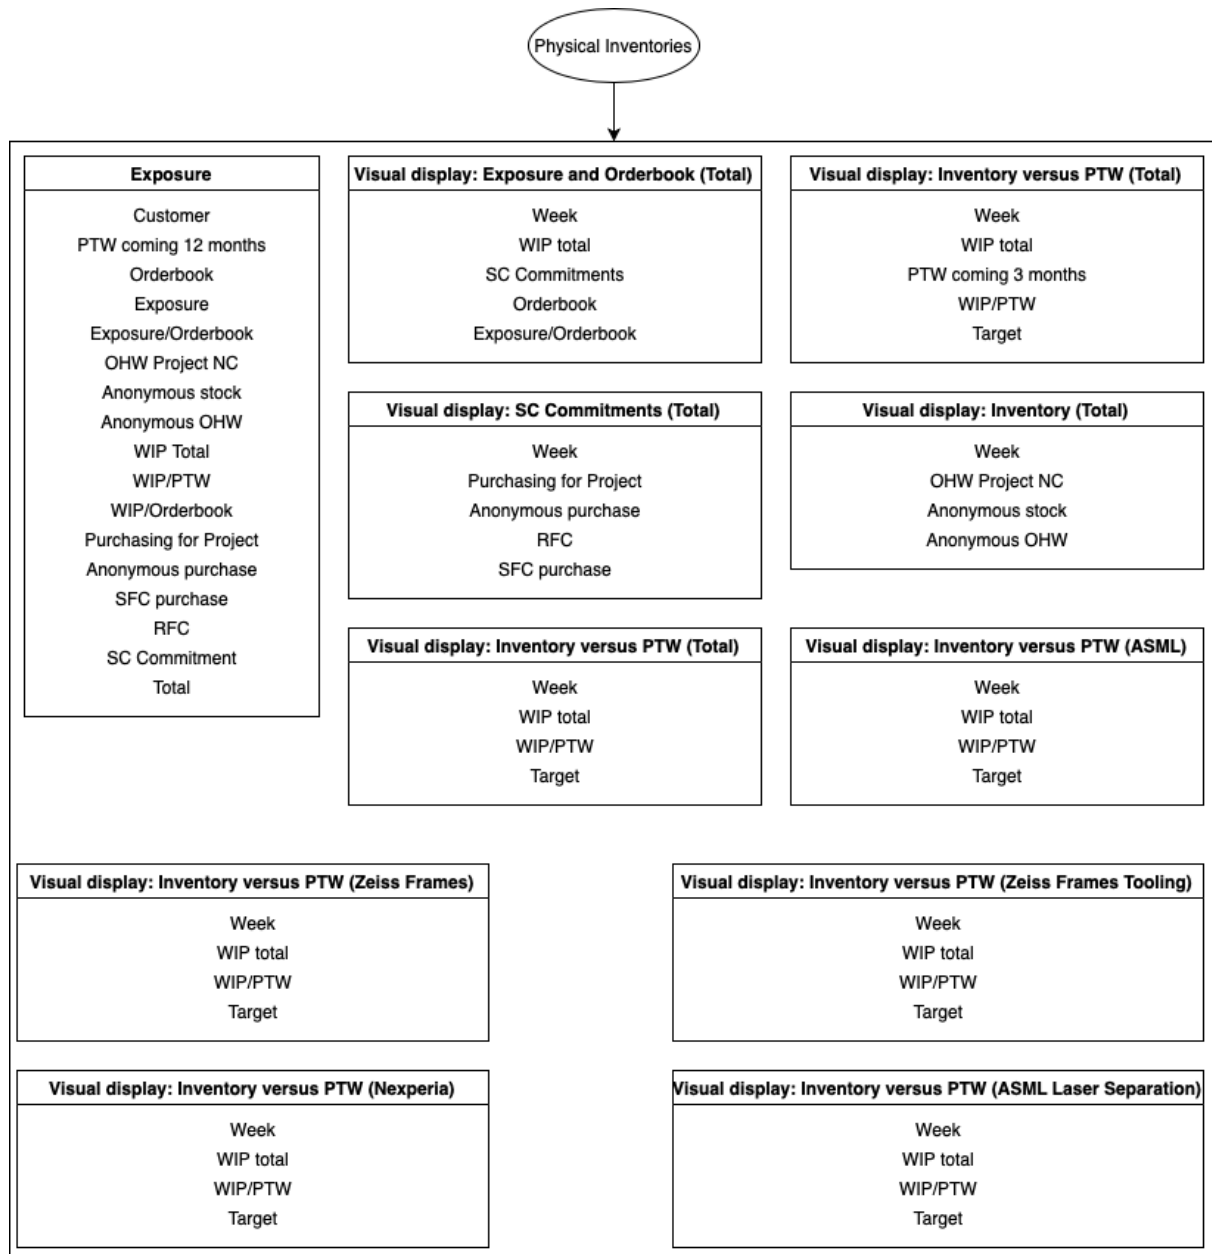 Physical Inventories
Exposure
Customer
PTW coming 12 months
Orderbook
Exposure
Exposure/Orderbook
OHW Project NC
Anonymous stock
Anonymous OHW
WIP Total
WIP/PTW
WIP/Orderbook
Purchasing for Project
Anonymous purchase
SFC purchase
RFC
SC Commitment
Total
Visual display: Exposure and Orderbook (Total)
Week
WIP total
SC Commitments
Orderbook
Exposure/Orderbook
Visual display: Inventory versus PTW (Total)
Week
WIP total
PTW coming 3 months
WIP/PTW
Target
Visual display: SC Commitments (Total)
Week
Purchasing for Project
Anonymous purchase
RFC
SFC purchase
Visual display: Inventory (Total)
Week
OHW Project NC
Anonymous stock
Anonymous OHW
Visual display: Inventory versus PTW (Total)
Week
WIP total
WIP/PTW
Target
Visual display: Inventory versus PTW (ASML)
Week
WIP total
WIP/PTW
Target
Visual display: Inventory versus PTW (Zeiss Frames)
Week
WIP total
WIP/PTW
Target
Visual display: Inventory versus PTW (Zeiss Frames Tooling)
Week
WIP total
WIP/PTW
Target
Visual display: Inventory versus PTW (Nexperia)
Week
WIP total
WIP/PTW
Target
Visual display: Inventory versus PTW (ASML Laser Separation)
Week
WIP total
WIP/PTW
Target